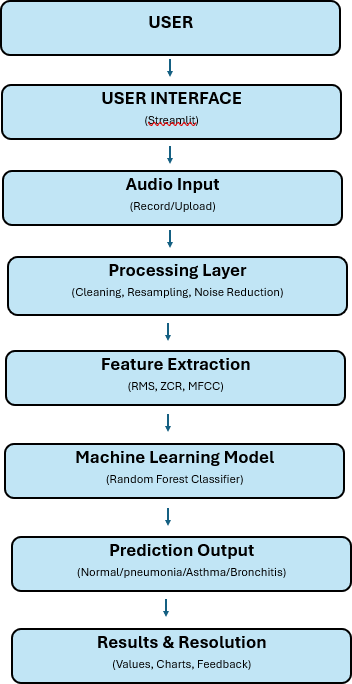 USER
USER INTERFACE
(Streamlit)
Audio Input
(Record/Upload)
Processing Layer
(Cleaning, Resampling, Noise Reduction)
Feature Extraction
(RMS, ZCR, MFCC)
Machine Learning Model
(Random Forest Classifier)
Prediction Output
(Normal/pneumonia/Asthma/Bronchitis)
Results & Resolution
(Values, Charts, Feedback)